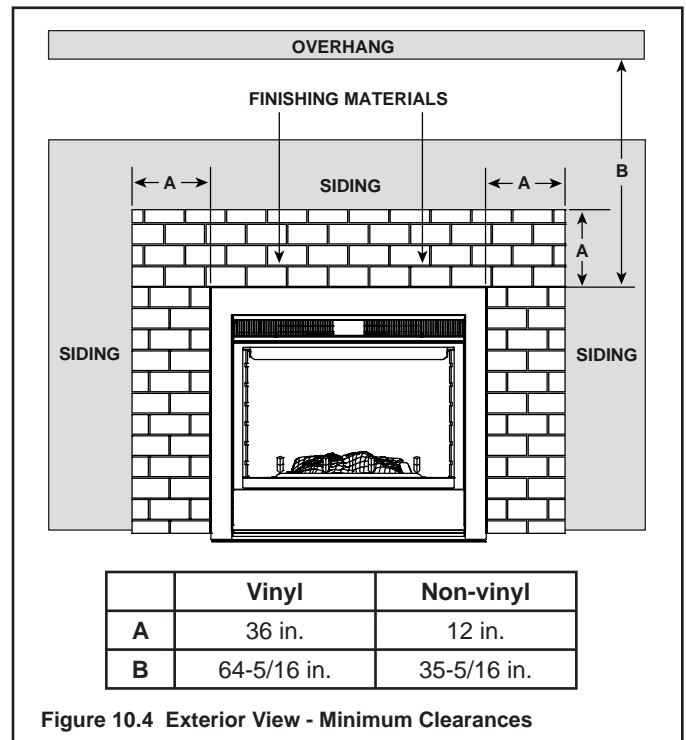 OVERHANG
FINISHING MATERIALS
B
A
SIDING
A
A
SIDING
SIDING
Vinyl Non-vinyl
A 36 in. 12 in.
B 64-5/16 in. 35-5/16 in.
Figure 10.4 Exterior View - Minimum Clearances